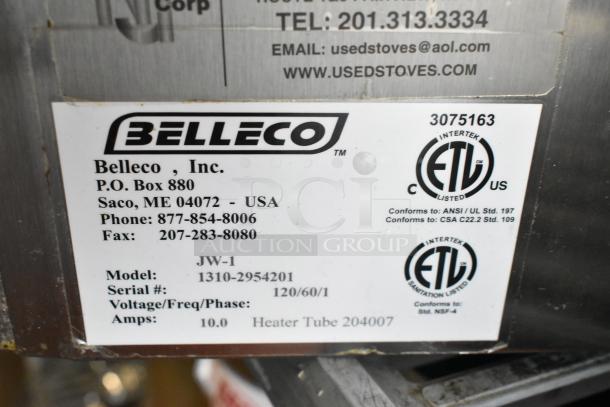 Corp
TEL: 201.313.3334
EMAIL: usedstoves@aol.com
WWW.USEDSTOVES.COM
BELLECO TM
Belleco , Inc.
P.O. Box 880
Saco, ME 04072 - USA
Phone: 877-854-8006
Fax: 207-283-8080
JW-1
Model: 1310-2954201
Serial #: 120/60/1
Voltage/Freq/Phase:
Amps: 10.0 Heater Tube 204007
3075163
INTERTEK
C ETL US
LISTED
Conforms to: ANSI / UL Std. 197
Conforms to: CSA C22.2 Std. 109
INTERTEK
ETL
SANITATION LISTED
Conforms to:
Std. NSF-4
PCI
AUCTION GROUP